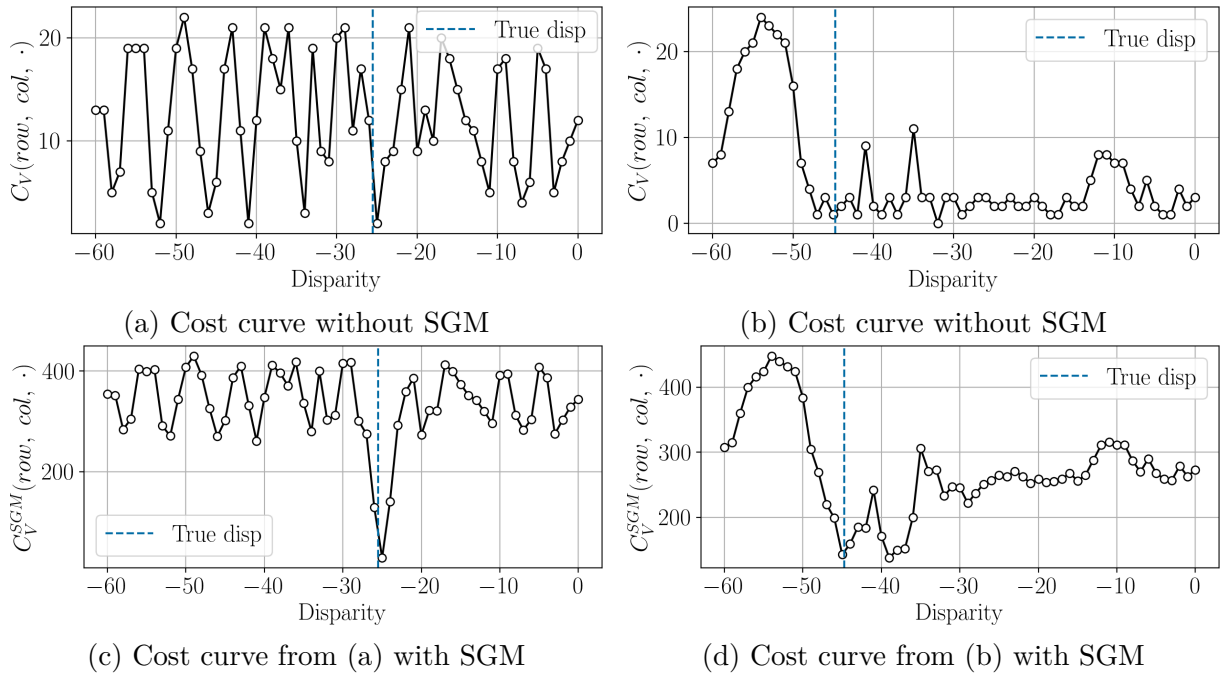 20
10
C_V(row, col, ·)
True disp
−60 −50 −40 −30 −20 −10 0
Disparity
(a) Cost curve without SGM
20
10
0
C_V(row, col, ·)
True disp
−60 −50 −40 −30 −20 −10 0
Disparity
(b) Cost curve without SGM
400
200
C_V^{SGM}(row, col, ·)
True disp
−60 −50 −40 −30 −20 −10 0
Disparity
(c) Cost curve from (a) with SGM
400
300
200
C_V^{SGM}(row, col, ·)
True disp
−60 −50 −40 −30 −20 −10 0
Disparity
(d) Cost curve from (b) with SGM